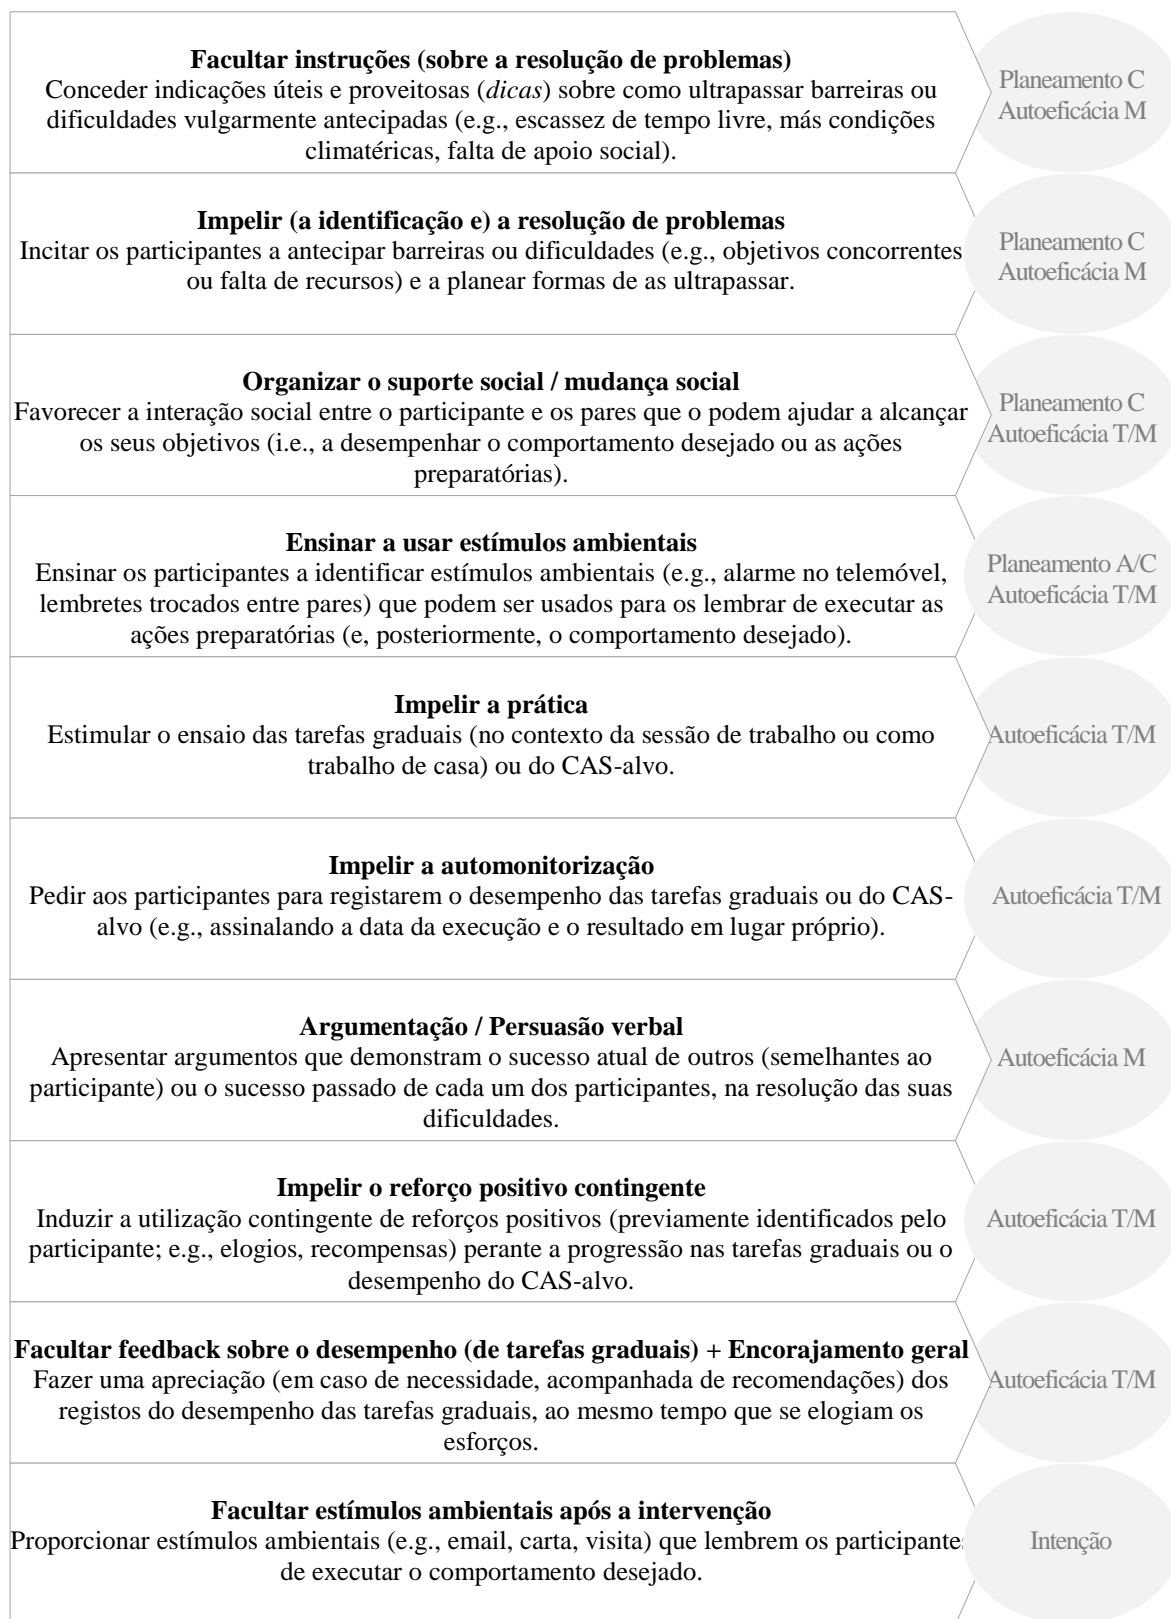 Facultar instruções (sobre a resolução de problemas)
Conceder indicações úteis e proveitosas (dicas) sobre como ultrapassar barreiras ou
dificuldades vulgarmente antecipadas (e.g., escassez de tempo livre, más condições
climatéricas, falta de apoio social).
Planeamento C
Autoeficácia M
Impelir (a identificação e) a resolução de problemas
Incitar os participantes a antecipar barreiras ou dificuldades (e.g., objetivos concorrentes
ou falta de recursos) e a planear formas de as ultrapassar.
Planeamento C
Autoeficácia M
Organizar o suporte social / mudança social
Favorecer a interação social entre o participante e os pares que o podem ajudar a alcançar
os seus objetivos (i.e., a desempenhar o comportamento desejado ou as ações
preparatórias).
Planeamento C
Autoeficácia T/M
Ensinar a usar estímulos ambientais
Ensinar os participantes a identificar estímulos ambientais (e.g., alarme no telemóvel,
lembretes trocados entre pares) que podem ser usados para os lembrar de executar as
ações preparatórias (e, posteriormente, o comportamento desejado).
Planeamento A/C
Autoeficácia T/M
Impelir a prática
Estimular o ensaio das tarefas graduais (no contexto da sessão de trabalho ou como
trabalho de casa) ou do CAS-alvo.
Autoeficácia T/M
Impelir a automonitorização
Pedir aos participantes para registarem o desempenho das tarefas graduais ou do CAS-
alvo (e.g., assinalando a data da execução e o resultado em lugar próprio).
Autoeficácia T/M
Argumentação / Persuasão verbal
Apresentar argumentos que demonstram o sucesso atual de outros (semelhantes ao
participante) ou o sucesso passado de cada um dos participantes, na resolução das suas
dificuldades.
Autoeficácia M
Impelir o reforço positivo contingente
Induzir a utilização contingente de reforços positivos (previamente identificados pelo
participante; e.g., elogios, recompensas) perante a progressão nas tarefas graduais ou o
desempenho do CAS-alvo.
Autoeficácia T/M
Facultar feedback sobre o desempenho (de tarefas graduais) + Encorajamento geral
Fazer uma apreciação (em caso de necessidade, acompanhada de recomendações) dos
registos do desempenho das tarefas graduais, ao mesmo tempo que se elogiam os
esforços.
Autoeficácia T/M
Facultar estímulos ambientais após a intervenção
Proporcionar estímulos ambientais (e.g., email, carta, visita) que lembrem os participantes
de executar o comportamento desejado.
Intenção